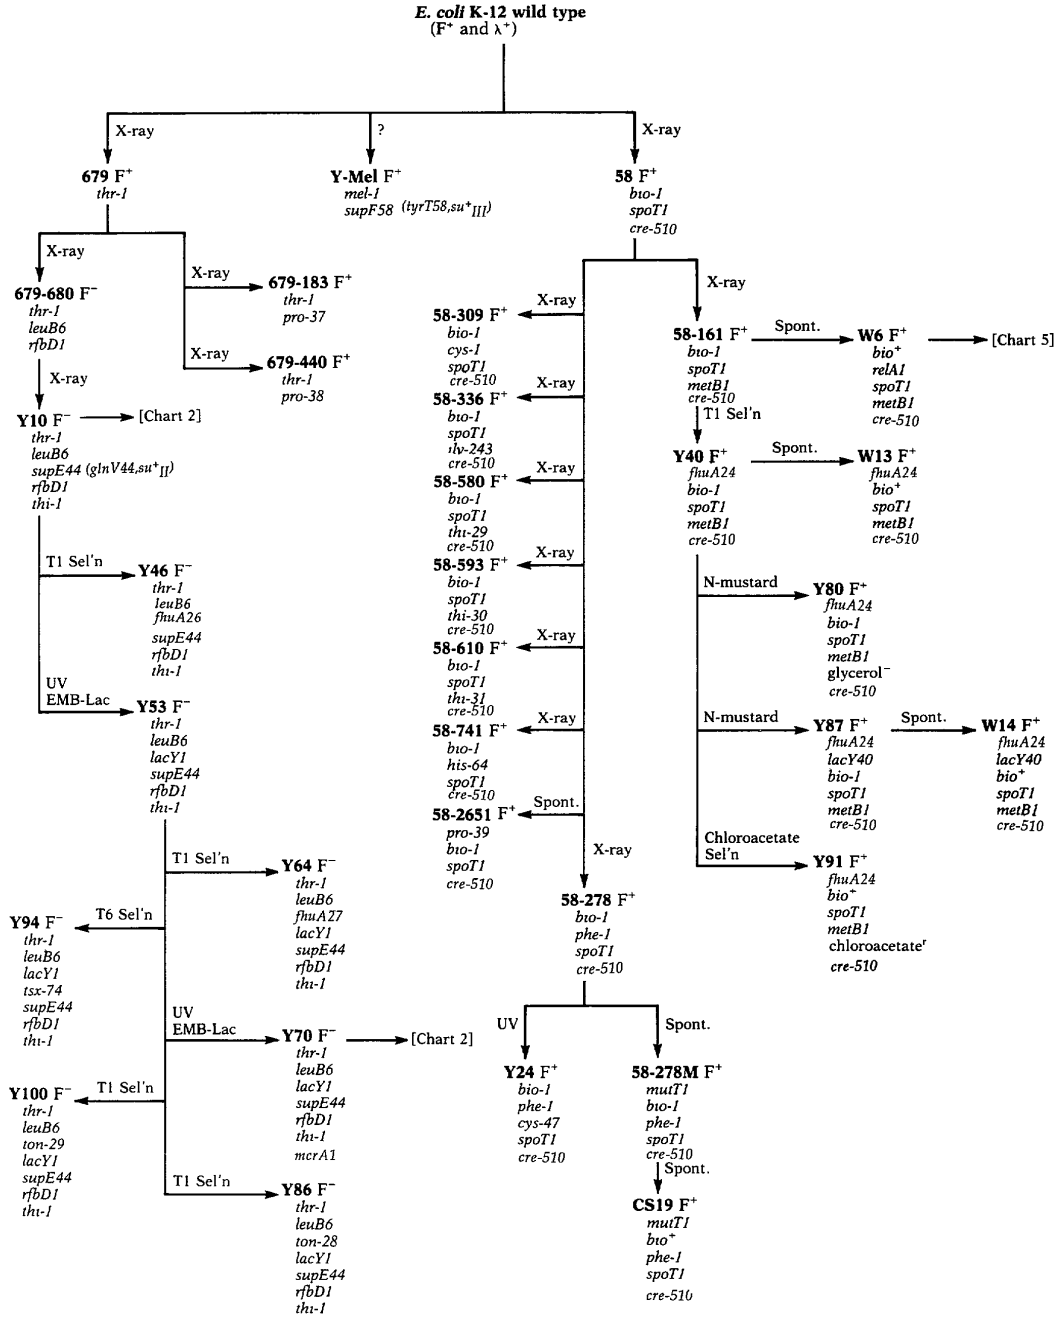 E. coli K-12 wild type
(F⁺ and λ⁺)
X-ray
?
X-ray
679 F⁺
thr-1
Y-Mel F⁺
mel-1
supF58 (tyrT58,su⁺III)
58 F⁺
bio-1
spoT1
cre-510
X-ray
679-680 F⁻
thr-1
leuB6
rfbD1
X-ray
679-183 F⁺
thr-1
pro-37
X-ray
679-440 F⁺
thr-1
pro-38
X-ray
Y10 F⁻
[Chart 2]
thr-1
leuB6
supE44 (glnV44,su⁺II)
rfbD1
thi-1
T1 Sel'n
Y46 F⁻
thr-1
leuB6
fhuA26
supE44
rfbD1
thi-1
UV
EMB-Lac
Y53 F⁻
thr-1
leuB6
lacY1
supE44
rfbD1
thi-1
T1 Sel'n
Y64 F⁻
thr-1
leuB6
fhuA27
lacY1
supE44
rfbD1
thi-1
T6 Sel'n
Y94 F⁻
thr-1
leuB6
lacY1
tsx-74
supE44
rfbD1
thi-1
UV
EMB-Lac
Y70 F⁻
[Chart 2]
thr-1
leuB6
lacY1
supE44
rfbD1
thi-1
mcrA1
T1 Sel'n
Y100 F⁻
thr-1
leuB6
ton-29
lacY1
supE44
rfbD1
thi-1
T1 Sel'n
Y86 F⁻
thr-1
leuB6
ton-28
lacY1
supE44
rfbD1
thi-1
X-ray
58-309 F⁺
bio-1
cys-1
spoT1
cre-510
X-ray
58-336 F⁺
bio-1
spoT1
ilv-243
cre-510
X-ray
58-580 F⁺
bio-1
spoT1
thi-29
cre-510
X-ray
58-593 F⁺
bio-1
spoT1
thi-30
cre-510
X-ray
58-610 F⁺
bio-1
spoT1
thi-31
cre-510
X-ray
58-741 F⁺
bio-1
his-64
spoT1
cre-510
Spont.
58-2651 F⁺
pro-39
bio-1
spoT1
cre-510
X-ray
58-278 F⁺
bio-1
phe-1
spoT1
cre-510
UV
Y24 F⁺
bio-1
phe-1
cys-47
spoT1
cre-510
Spont.
58-278M F⁺
mutT1
bio-1
phe-1
spoT1
cre-510
Spont.
CS19 F⁺
mutT1
bio⁺
phe-1
spoT1
cre-510
X-ray
58-161 F⁺
bio-1
spoT1
metB1
cre-510
Spont.
W6 F⁺
[Chart 5]
bio⁺
relA1
spoT1
metB1
cre-510
T1 Sel'n
Y40 F⁺
fhuA24
bio-1
spoT1
metB1
cre-510
Spont.
W13 F⁺
fhuA24
bio⁺
spoT1
metB1
cre-510
N-mustard
Y80 F⁺
fhuA24
bio-1
spoT1
metB1
glycerol⁻
cre-510
N-mustard
Y87 F⁺
fhuA24
lacY40
bio-1
spoT1
metB1
cre-510
Spont.
W14 F⁺
fhuA24
lacY40
bio⁺
spoT1
metB1
cre-510
Chloroacetate
Sel'n
Y91 F⁺
fhuA24
bio⁺
spoT1
metB1
chloroacetateʳ
cre-510